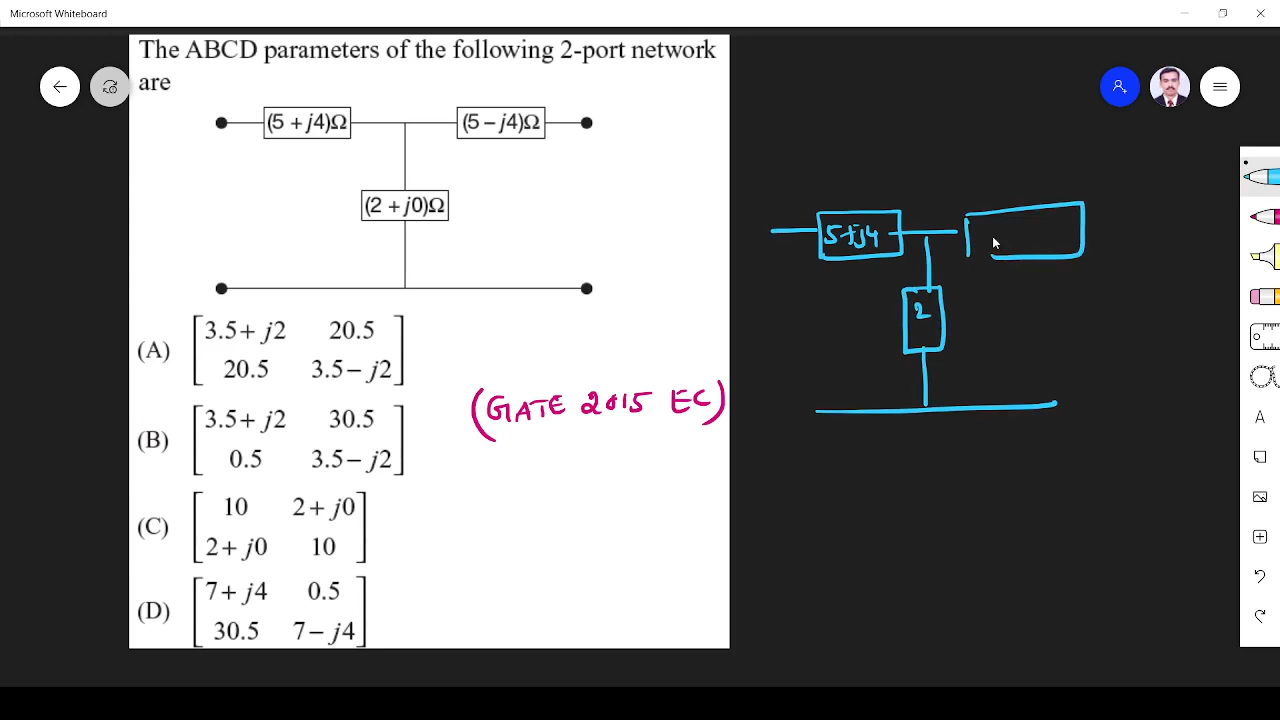 Microsoft Whiteboard
The ABCD parameters of the following 2-port network
are
(5 + j4)Ω
(5 – j4)Ω
(2 + j0)Ω
(A) [3.5 + j2 20.5
20.5 3.5 – j2]
(B) [3.5 + j2 30.5
0.5 3.5 – j2]
(C) [10 2 + j0
2 + j0 10]
(D) [7 + j4 0.5
30.5 7 – j4]
(GATE 2015 EC)
5+j4
2
A